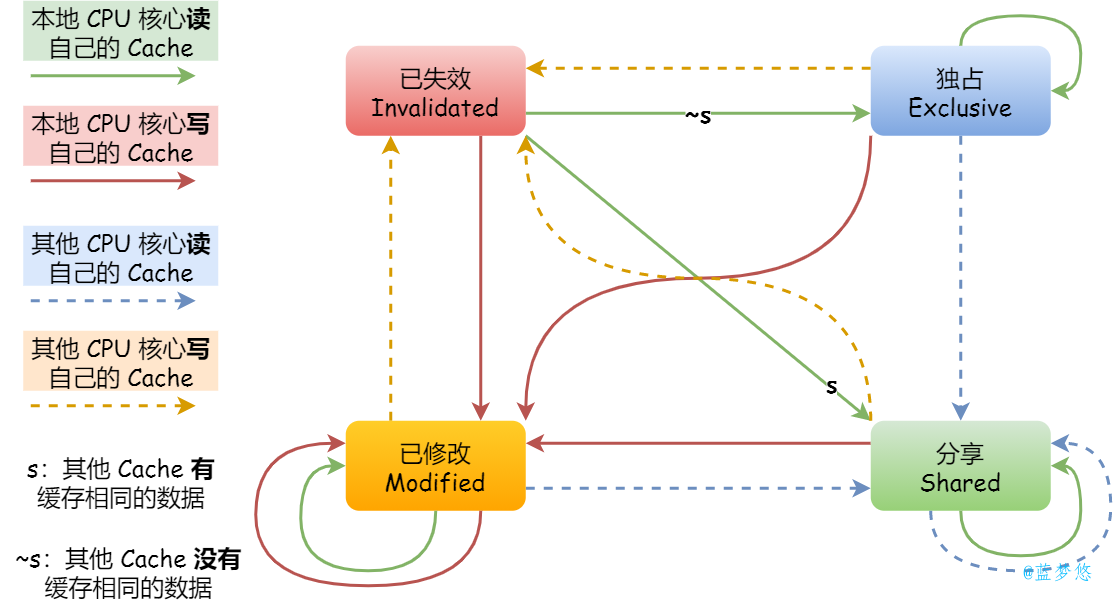 本地 CPU 核心读
自己的 Cache
本地 CPU 核心写
自己的 Cache
其他 CPU 核心读
自己的 Cache
其他 CPU 核心写
自己的 Cache
s：其他 Cache 有
缓存相同的数据
~s：其他 Cache 没有
缓存相同的数据
已失效
Invalidated
独占
Exclusive
~s
s
已修改
Modified
分享
Shared
@蓝梦悠